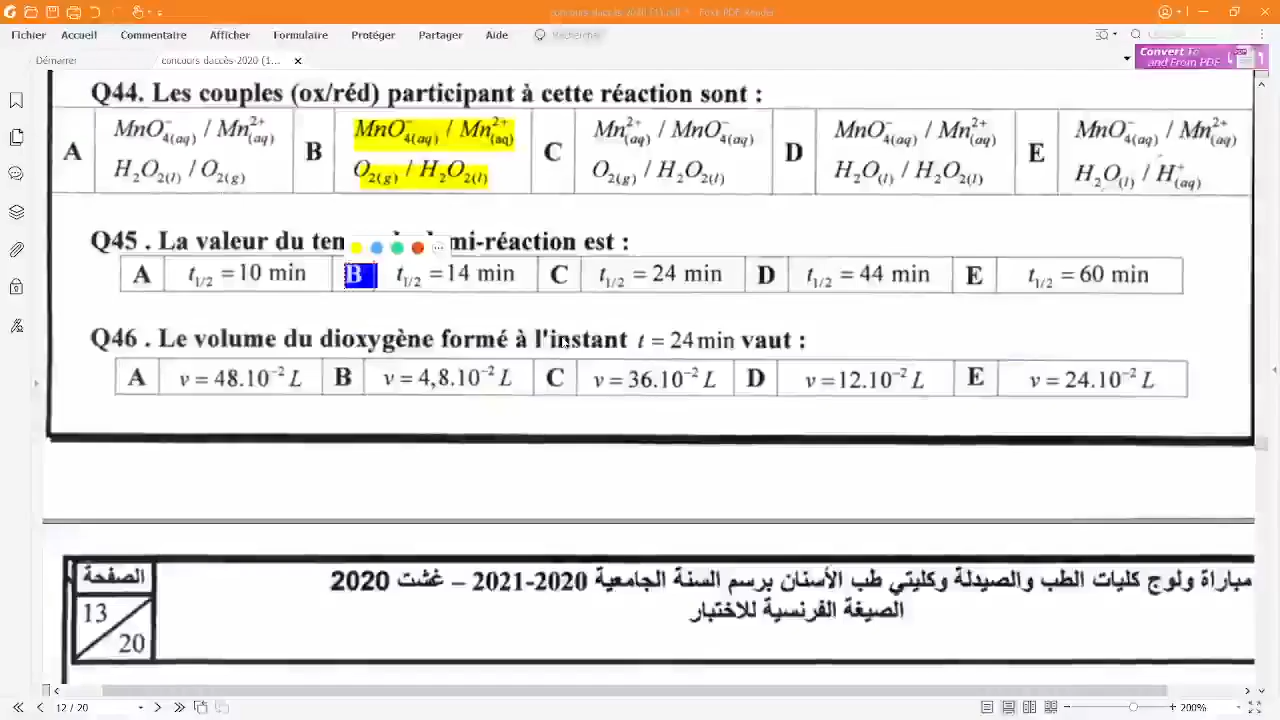 Fichier Accueil Commentaire Afficher Formulaire Protéger Partager Aide
Convert To
and From PDF
Démarrer concours daccès-2020 (1...
Q44. Les couples (ox/réd) participant à cette réaction sont :
A MnO⁻4(aq) / Mn²⁺(aq) B MnO⁻4(aq) / Mn²⁺(aq) C Mn²⁺(aq) / MnO⁻4(aq) D MnO⁻4(aq) / Mn²⁺(aq) E MnO⁻4(aq) / Mn²⁺(aq)
H2O2(l) / O2(g) O2(g) / H2O2(l) O2(g) / H2O2(l) H2O(l) / H2O2(l) H2O(l) / H⁺(aq)
Q45 . La valeur du mi-réaction est :
A t1/2 = 10 min B t1/2 = 14 min C t1/2 = 24 min D t1/2 = 44 min E t1/2 = 60 min
Q46 . Le volume du dioxygène formé à l'instant t = 24 min vaut :
A v = 48.10⁻² L B v = 4,8.10⁻² L C v = 36.10⁻² L D v = 12.10⁻² L E v = 24.10⁻² L
الصفحة
13
20
مباراة ولوج كليات الطب والصيدلة وكليتي طب الأسنان برسم السنة الجامعية 2020-2021 – غشت 2020
الصيغة الفرنسية للاختبار
12 / 20
200%